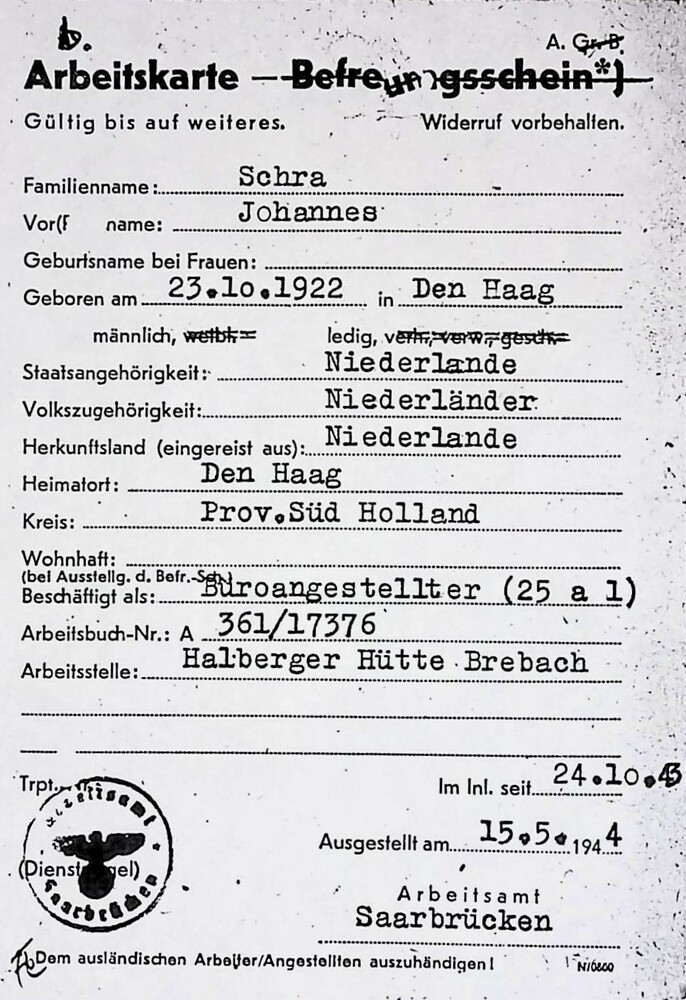 b.
A. Gr. B.
Arbeitskarte — Befreiungsschein*)
Gültig bis auf weiteres. Widerruf vorbehalten.
Familienname: Schra
Vor(F name: Johannes
Geburtsname bei Frauen:
Geboren am 23.10.1922 in Den Haag
männlich, weibl. ledig, verh., verw., gesch.
Staatsangehörigkeit: Niederlande
Volkszugehörigkeit: Niederländer
Herkunftsland (eingereist aus): Niederlande
Heimatort: Den Haag
Kreis: Prov.Süd Holland
Wohnhaft:
(bei Ausstellg. d. Befr.-Sch.)
Beschäftigt als: Büroangestellter (25 a 1)
Arbeitsbuch-Nr.: A 361/17376
Arbeitsstelle: Halberger Hütte Brebach
Trpt. Im Inl. seit 24.10.43
Arbeitsamt
Ausgestellt am 15.5.1944
(Dienstsiegel)
Saarbrücken
Arbeitsamt
Saarbrücken
Dem ausländischen Arbeiter/Angestellten auszuhändigen!